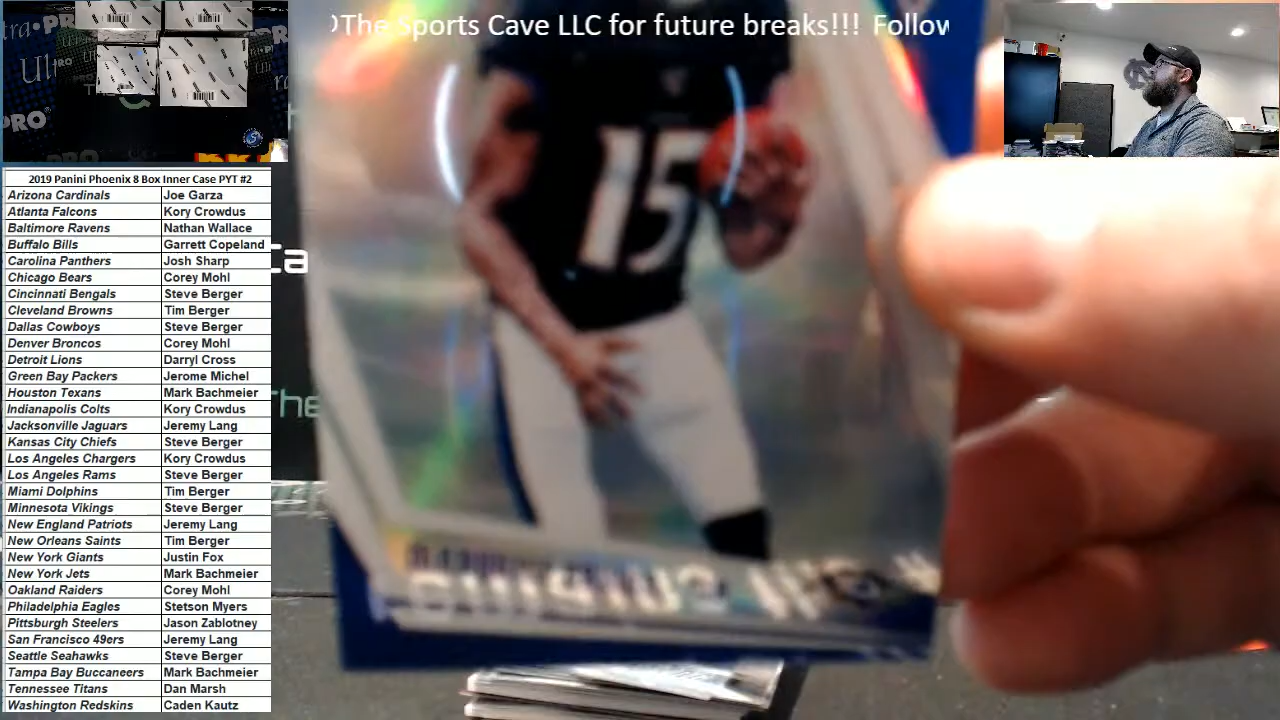 The Sports Cave LLC for future breaks!!! Follow
2019 Panini Phoenix 8 Box Inner Case PYT #2
Arizona Cardinals Joe Garza
Atlanta Falcons Kory Crowdus
Baltimore Ravens Nathan Wallace
Buffalo Bills Garrett Copeland
Carolina Panthers Josh Sharp
Chicago Bears Corey Mohl
Cincinnati Bengals Steve Berger
Cleveland Browns Tim Berger
Dallas Cowboys Steve Berger
Denver Broncos Corey Mohl
Detroit Lions Darryl Cross
Green Bay Packers Jerome Michel
Houston Texans Mark Bachmeier
Indianapolis Colts Kory Crowdus
Jacksonville Jaguars Jeremy Lang
Kansas City Chiefs Steve Berger
Los Angeles Chargers Kory Crowdus
Los Angeles Rams Steve Berger
Miami Dolphins Tim Berger
Minnesota Vikings Steve Berger
New England Patriots Jeremy Lang
New Orleans Saints Tim Berger
New York Giants Justin Fox
New York Jets Mark Bachmeier
Oakland Raiders Corey Mohl
Philadelphia Eagles Stetson Myers
Pittsburgh Steelers Jason Zablotney
San Francisco 49ers Jeremy Lang
Seattle Seahawks Steve Berger
Tampa Bay Buccaneers Mark Bachmeier
Tennessee Titans Dan Marsh
Washington Redskins Caden Kautz
15
The